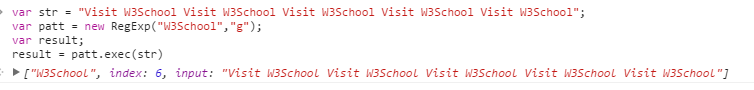 > var str = "Visit W3School Visit W3School Visit W3School Visit W3School Visit W3School";
var patt = new RegExp("W3School","g");
var result;
result = patt.exec(str)
["W3School", index: 6, input: "Visit W3School Visit W3School Visit W3School Visit W3School Visit W3School"]